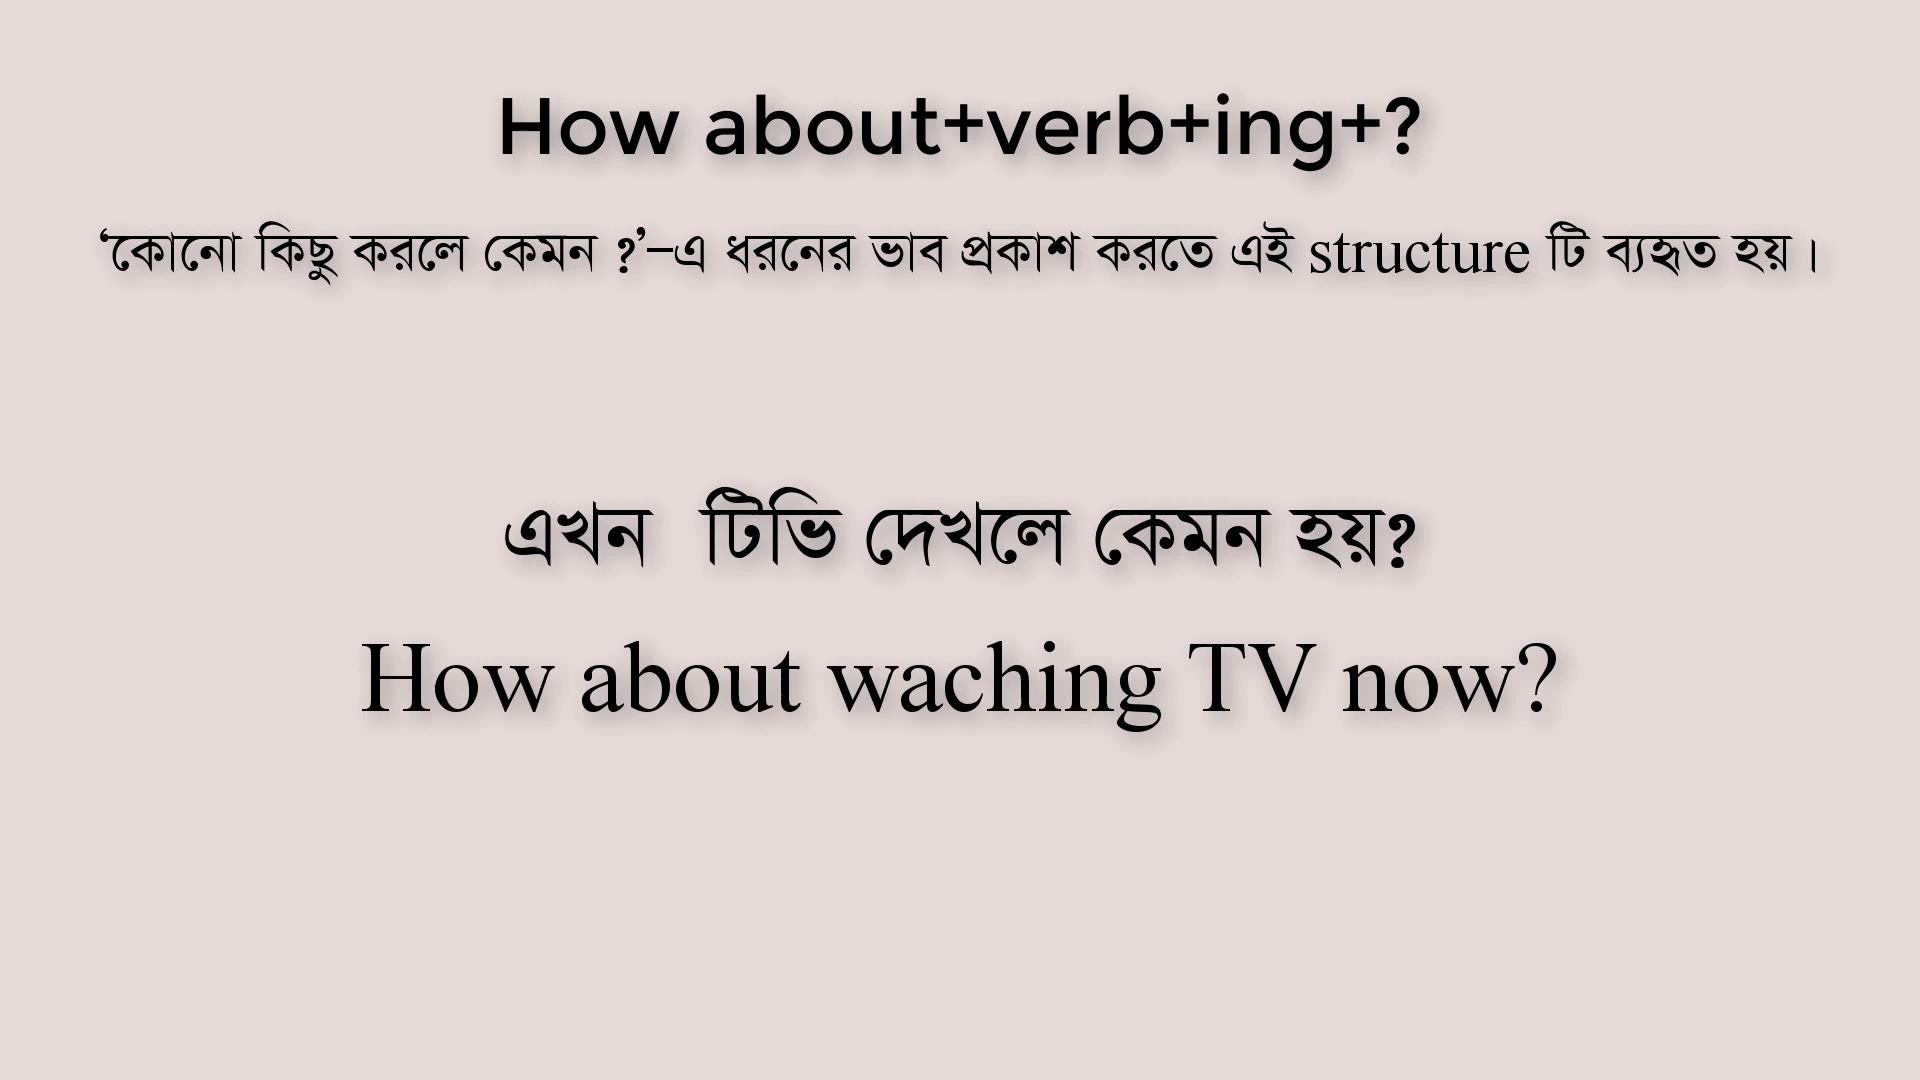 How about+verb+ing+?
‘কোনো কিছু করলে কেমন ?’–এ ধরনের ভাব প্রকাশ করতে এই structure টি ব্যহৃত হয় ।
এখন  টিভি দেখলে কেমন হয়?
How about waching TV now?